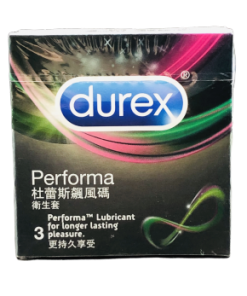 durex®
Performa
杜蕾斯飆風碼
衛生套
Performa™ Lubricant
for longer lasting
3 pleasure.
更持久享受